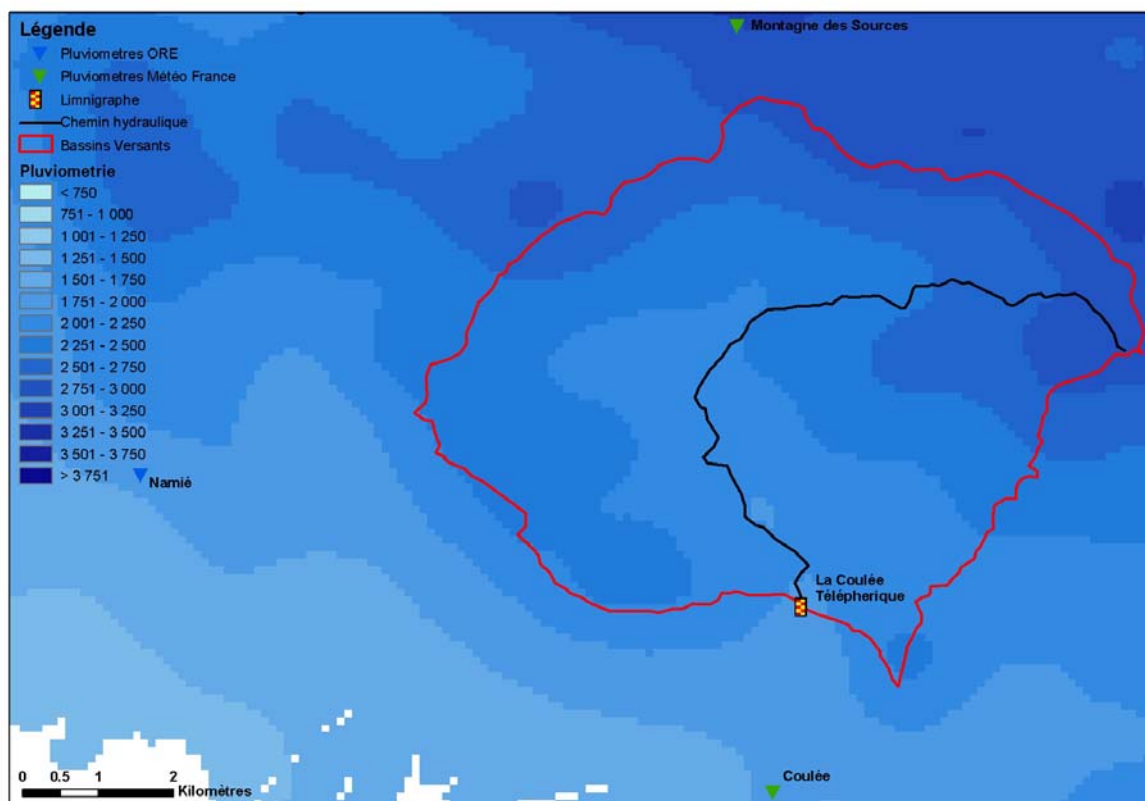 Légende
Pluviometres ORE
Pluviometres Météo France
Limnigraphe
Chemin hydraulique
Bassins Versants
Pluviometrie
< 750
751 - 1 000
1 001 - 1 250
1 251 - 1 500
1 501 - 1 750
1 751 - 2 000
2 001 - 2 250
2 251 - 2 500
2 501 - 2 750
2 751 - 3 000
3 001 - 3 250
3 251 - 3 500
3 501 - 3 750
> 3 751
Montagne des Sources
Namié
La Coulée
Télépherique
Coulée
0 0.5 1 2
Kilomètres